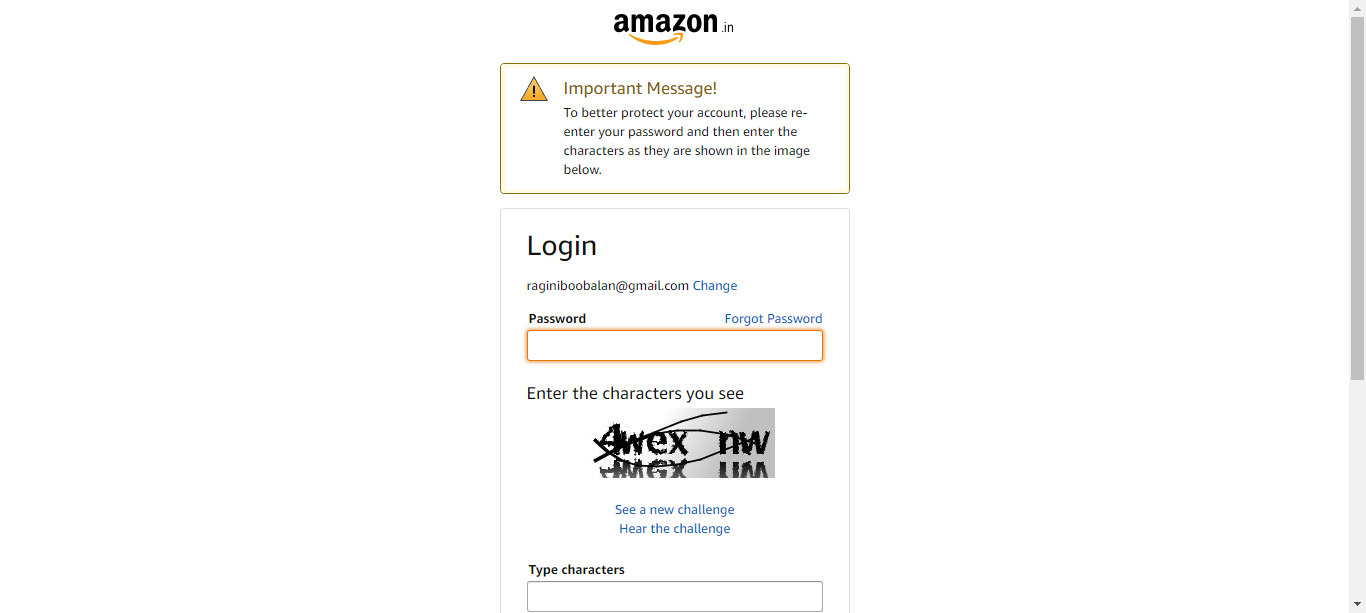 amazon.in
Important Message!
To better protect your account, please re-
enter your password and then enter the
characters as they are shown in the image
below.
Login
raginiboobalan@gmail.com Change
Password Forgot Password
Enter the characters you see
See a new challenge
Hear the challenge
Type characters